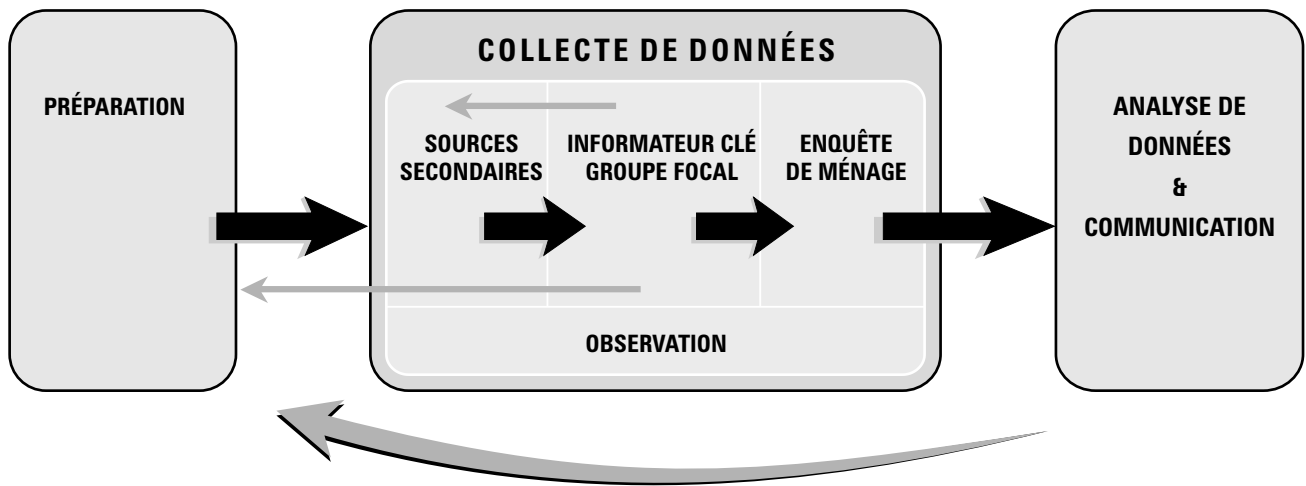 COLLECTE DE DONNÉES
PRÉPARATION
SOURCES
SECONDAIRES
INFORMATEUR CLÉ
GROUPE FOCAL
ENQUÊTE
DE MÉNAGE
OBSERVATION
ANALYSE DE
DONNÉES
&
COMMUNICATION